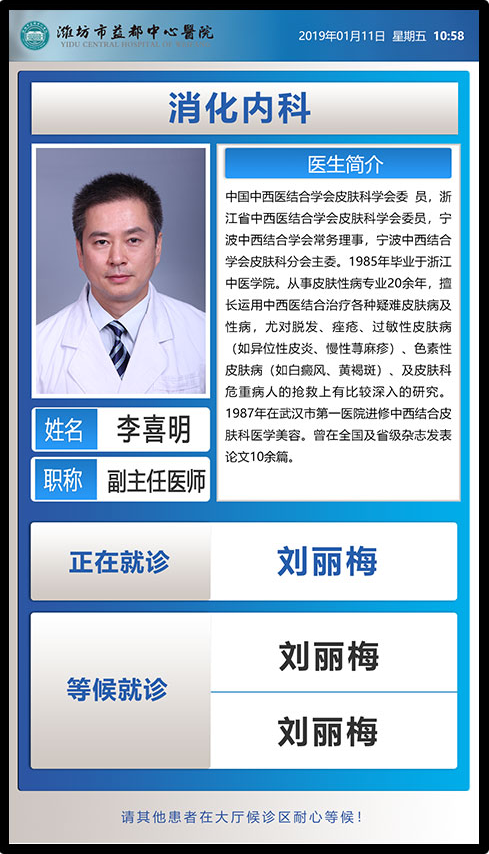 潍坊市益都中心醫院
YIDU CENTRAL HOSPITAL OF WEIFANG
2019年01月11日 星期五 10:58
消化内科
医生简介
中国中西医结合学会皮肤科学会委 员，浙
江省中西医结合学会皮肤科学会委员，宁
波中西结合学会常务理事，宁波中西结合
学会皮肤科分会主委。1985年毕业于浙江
中医学院。从事皮肤性病专业20余年，擅
长运用中西医结合治疗各种疑难皮肤病及
性病，尤对脱发、痤疮、过敏性皮肤病
（如异位性皮炎、慢性荨麻疹）、色素性
皮肤病（如白癜风、黄褐斑）、及皮肤科
危重病人的抢救上有比较深入的研究。
1987年在武汉市第一医院进修中西结合皮
肤科医学美容。曾在全国及省级杂志发表
论文10余篇。
姓名 李喜明
职称 副主任医师
正在就诊 刘丽梅
等候就诊
刘丽梅
刘丽梅
请其他患者在大厅候诊区耐心等候！